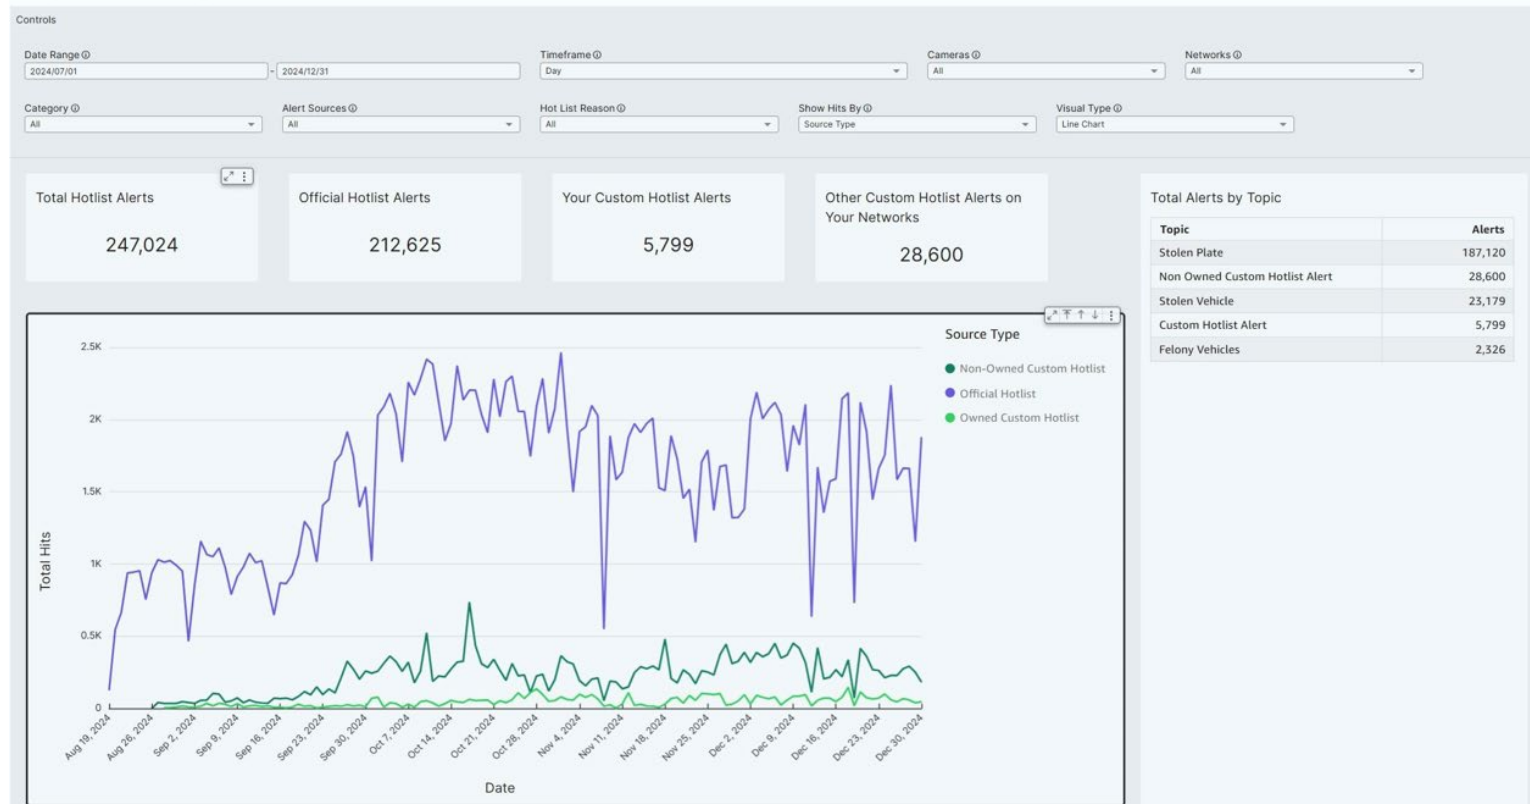 Controls
Date Range
2024/07/01 - 2024/12/31
Timeframe
Day
Cameras
All
Networks
All
Category
All
Alert Sources
All
Hot List Reason
All
Show Hits By
Source Type
Visual Type
Line Chart
Total Hotlist Alerts
247,024
Official Hotlist Alerts
212,625
Your Custom Hotlist Alerts
5,799
Other Custom Hotlist Alerts on
Your Networks
28,600
Total Alerts by Topic
Topic Alerts
Stolen Plate 187,120
Non Owned Custom Hotlist Alert 28,600
Stolen Vehicle 23,179
Custom Hotlist Alert 5,799
Felony Vehicles 2,326
Source Type
Non-Owned Custom Hotlist
Official Hotlist
Owned Custom Hotlist
Total Hits
2.5K
2K
1.5K
1K
0.5K
0
Aug 19, 2024
Aug 26, 2024
Sep 2, 2024
Sep 9, 2024
Sep 16, 2024
Sep 23, 2024
Sep 30, 2024
Oct 7, 2024
Oct 14, 2024
Oct 21, 2024
Oct 28, 2024
Nov 4, 2024
Nov 11, 2024
Nov 18, 2024
Nov 25, 2024
Dec 2, 2024
Dec 9, 2024
Dec 16, 2024
Dec 23, 2024
Dec 30, 2024
Date